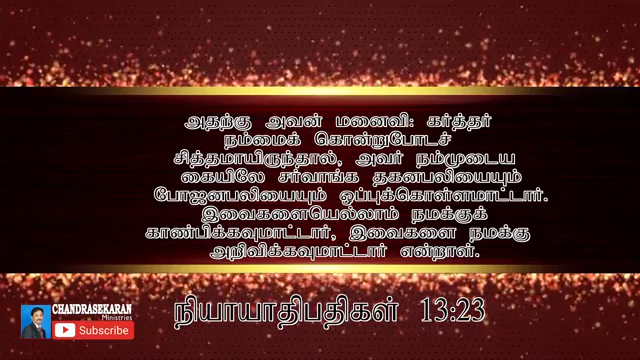 அதற்கு அவன் மனைவி: கர்த்தர்
நம்மைக் கொன்றுபோடச்
சித்தமாயிருந்தால், அவர் நம்முடைய
கையிலே சர்வாங்க தகனபலியையும்
போஜனபலியையும் ஒப்புக்கொள்ளமாட்டார்.
இவைகளையெல்லாம் நமக்குக்
காண்பிக்கவுமாட்டார், இவைகளை நமக்கு
அறிவிக்கவுமாட்டார் என்றாள்.
நியாயாதிபதிகள் 13:23
CHANDRASEKARAN
Ministries
Subscribe